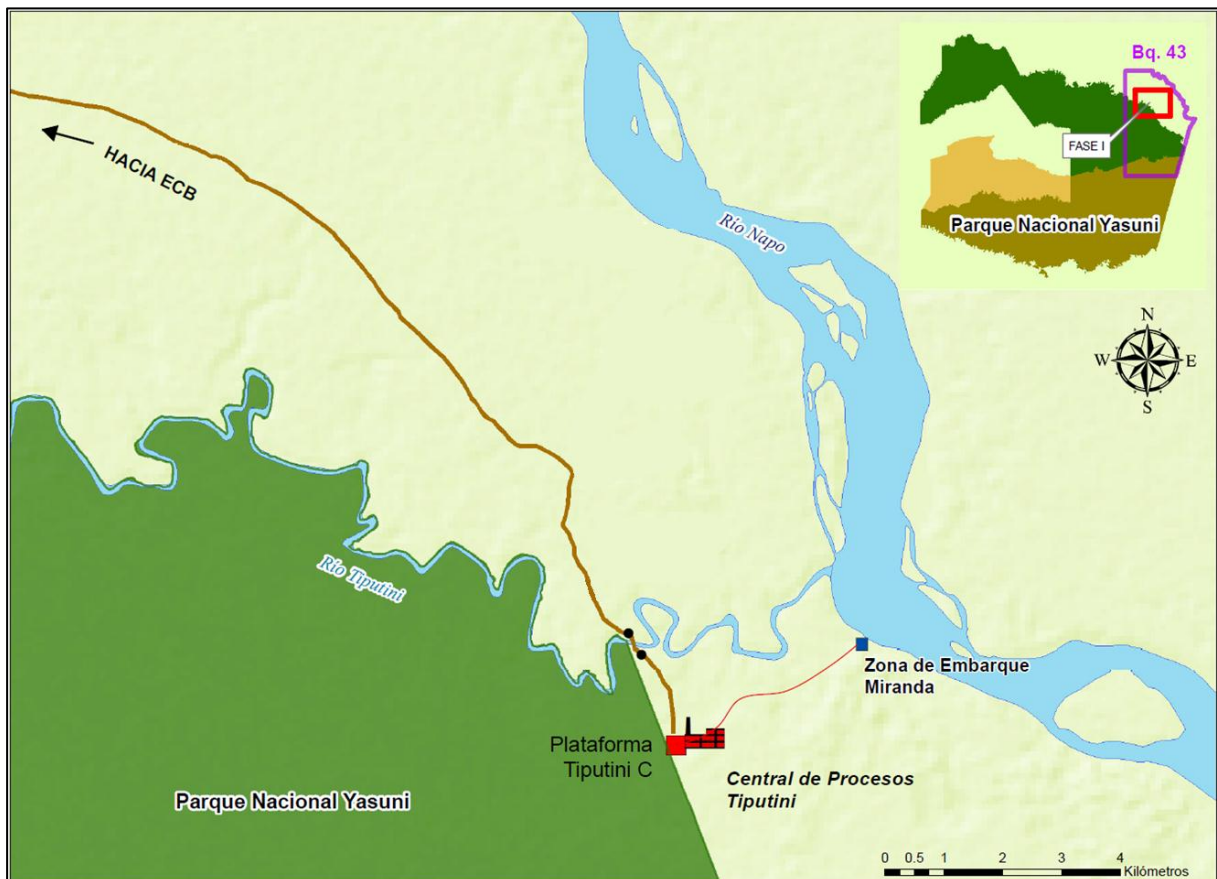 Bq. 43
FASE I
Parque Nacional Yasuni
HACIA ECB
Río Napo
N
W E
S
Río Tiputini
Zona de Embarque
Miranda
Plataforma
Tiputini C
Central de Procesos
Tiputini
Parque Nacional Yasuni
0 0.5 1 2 3 4
Kilómetros